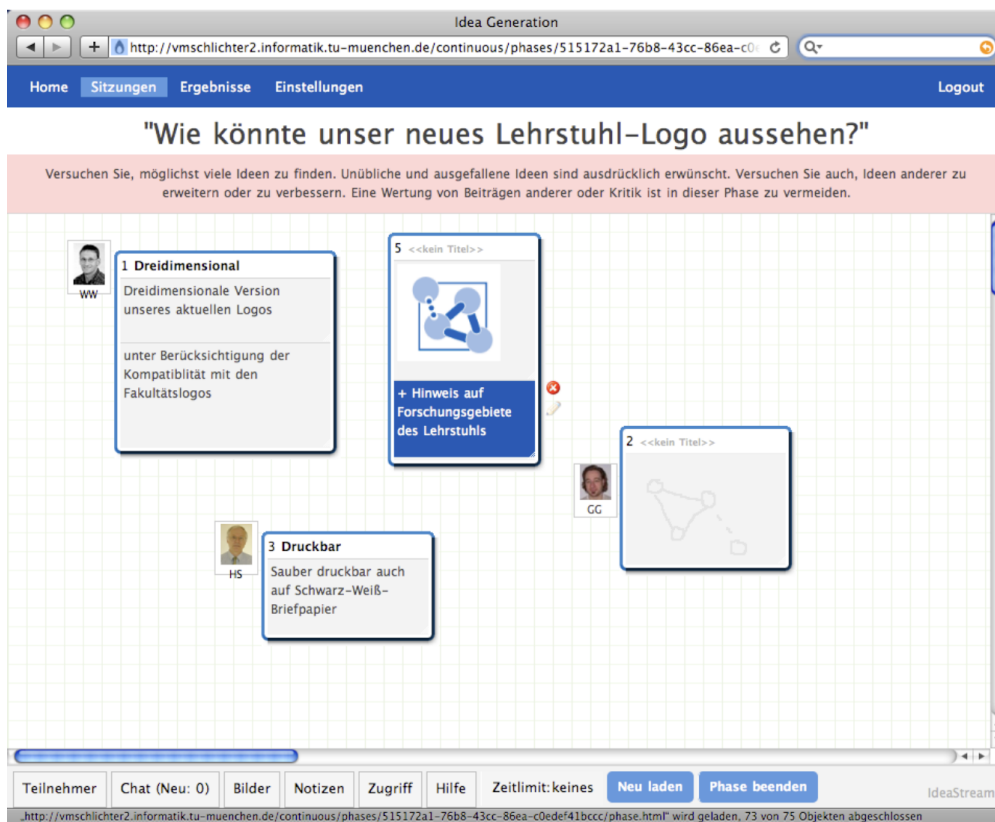 Idea Generation
http://vmschlichter2.informatik.tu-muenchen.de/continuous/phases/515172a1-76b8-43cc-86ea-c0
Home Sitzungen Ergebnisse Einstellungen Logout
"Wie könnte unser neues Lehrstuhl-Logo aussehen?"
Versuchen Sie, möglichst viele Ideen zu finden. Unübliche und ausgefallene Ideen sind ausdrücklich erwünscht. Versuchen Sie auch, Ideen anderer zu
erweitern oder zu verbessern. Eine Wertung von Beiträgen anderer oder Kritik ist in dieser Phase zu vermeiden.
WW
1 Dreidimensional
Dreidimensionale Version
unseres aktuellen Logos
unter Berücksichtigung der
Kompatiblität mit den
Fakultätslogos
5 <<kein Titel>>
+ Hinweis auf
Forschungsgebiete
des Lehrstuhls
GG
2 <<kein Titel>>
HS
3 Druckbar
Sauber druckbar auch
auf Schwarz-Weiß-
Briefpapier
Teilnehmer Chat (Neu: 0) Bilder Notizen Zugriff Hilfe Zeitlimit:keines Neu laden Phase beenden IdeaStream
„http://vmschlichter2.informatik.tu-muenchen.de/continuous/phases/515172a1-76b8-43cc-86ea-c0edef41bccc/phase.html" wird geladen, 73 von 75 Objekten abgeschlossen